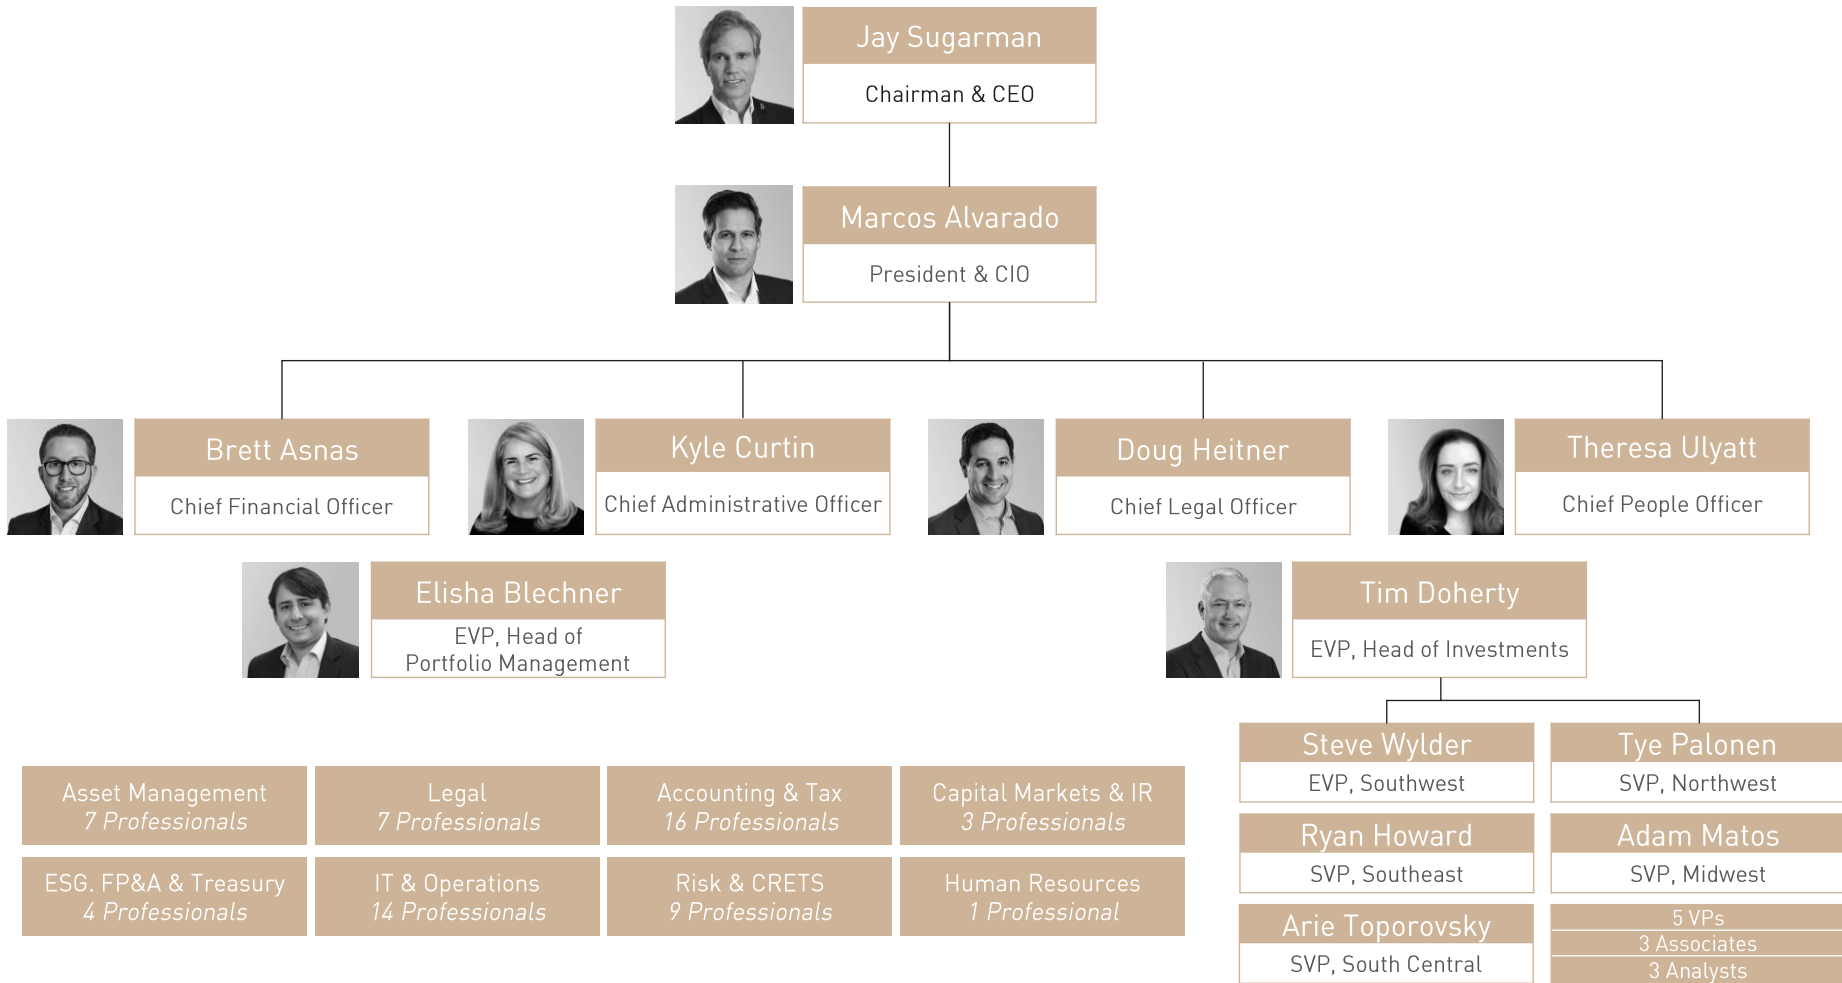 Jay Sugarman
Chairman & CEO
Marcos Alvarado
President & CIO
Brett Asnas
Chief Financial Officer
Kyle Curtin
Chief Administrative Officer
Doug Heitner
Chief Legal Officer
Theresa Ulyatt
Chief People Officer
Elisha Blechner
EVP, Head of
Portfolio Management
Tim Doherty
EVP, Head of Investments
Steve Wylder
EVP, Southwest
Tye Palonen
SVP, Northwest
Ryan Howard
SVP, Southeast
Adam Matos
SVP, Midwest
Arie Toporovsky
SVP, South Central
5 VPs
3 Associates
3 Analysts
Asset Management
7 Professionals
Legal
7 Professionals
Accounting & Tax
16 Professionals
Capital Markets & IR
3 Professionals
ESG. FP&A & Treasury
4 Professionals
IT & Operations
14 Professionals
Risk & CRETS
9 Professionals
Human Resources
1 Professional